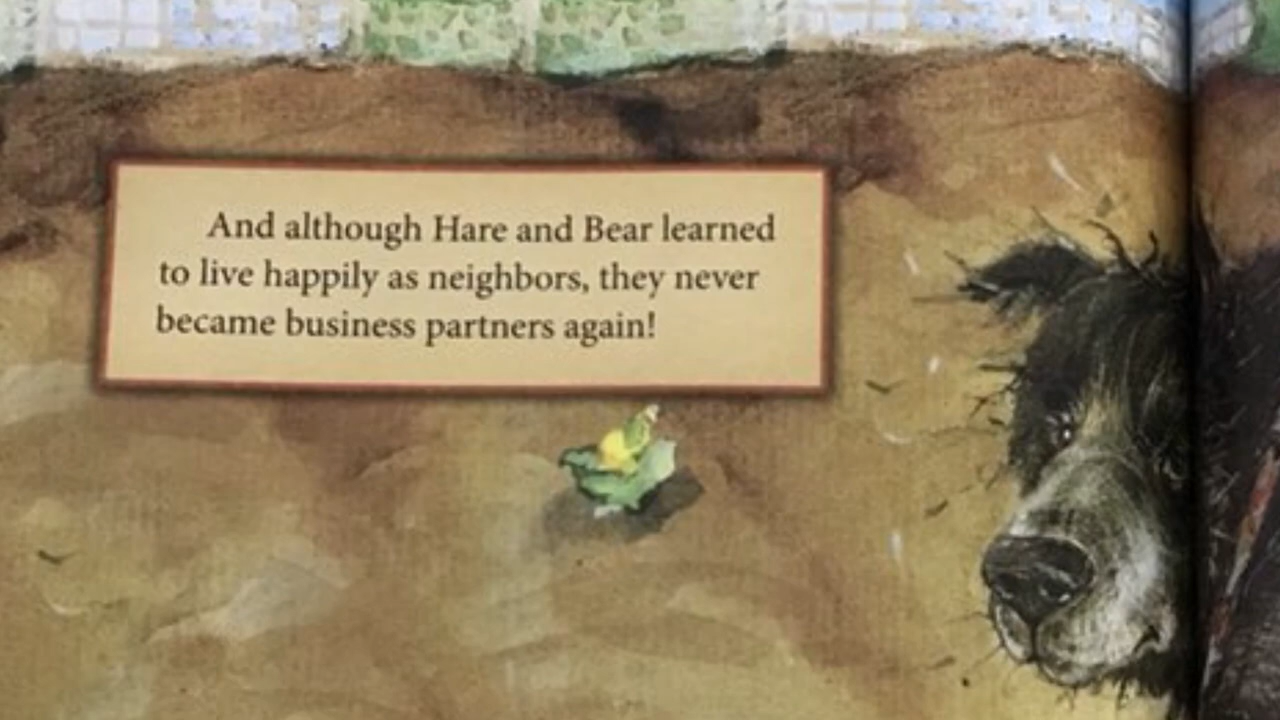 And although Hare and Bear learned
to live happily as neighbors, they never
became business partners again!